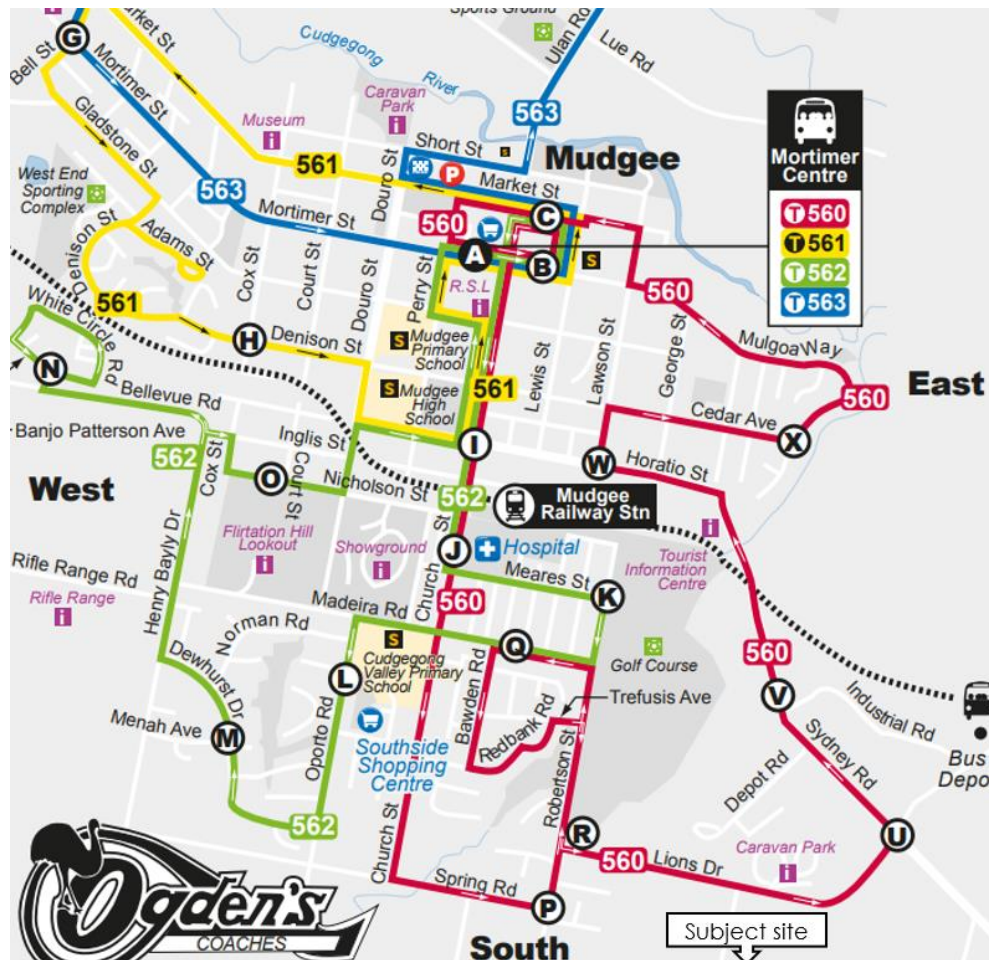 Sports Ground
Ulan Rd
Lue Rd
Cudgegong
River
G
Market St
Bell St
Mortimer St
Gladstone St
Museum
i
Caravan
Park
i
563
Short St
s
Mudgee
Mortimer
Centre
T 560
T 561
T 562
T 563
West End
Sporting
Complex
561
563
Douro St
P
Market St
C
560
Mortimer St
A
B
S
Denison St
Adams St
Cox St
Court St
Douro St
Perry St
R.S.L
i
560
Mulgoa Way
561
White Circle Rd
H
Denison St
S
Mudgee
Primary
School
S
Mudgee
High
School
561
Lewis St
Lawson St
George St
East
560
Cedar Ave
X
N
Bellevue Rd
Banjo Patterson Ave
562
Cox St
Inglis St
I
W
Horatio St
West
O
Court St
Nicholson St
562
Mudgee
Railway Stn
Flirtation Hill
Lookout
i
Showground
i
Church St
J
Hospital
Meares St
K
i
Tourist
Information
Centre
Rifle Range Rd
Rifle Range
i
Henry Bayly Dr
Norman Rd
Madeira Rd
560
Q
Golf Course
560
S
Cudgegong
Valley Primary
School
L
Dewhurst Dr
Menah Ave
M
Oporto Rd
Southside
Shopping
Centre
Bawden Rd
Redbank Rd
Trefusis Ave
Robertson St
V
Industrial Rd
Depot Rd
Sydney Rd
Bus
Depo
562
Church St
R
560
Lions Dr
Caravan Park
i
U
Spring Rd
P
Ogden's
COACHES
South
Subject site